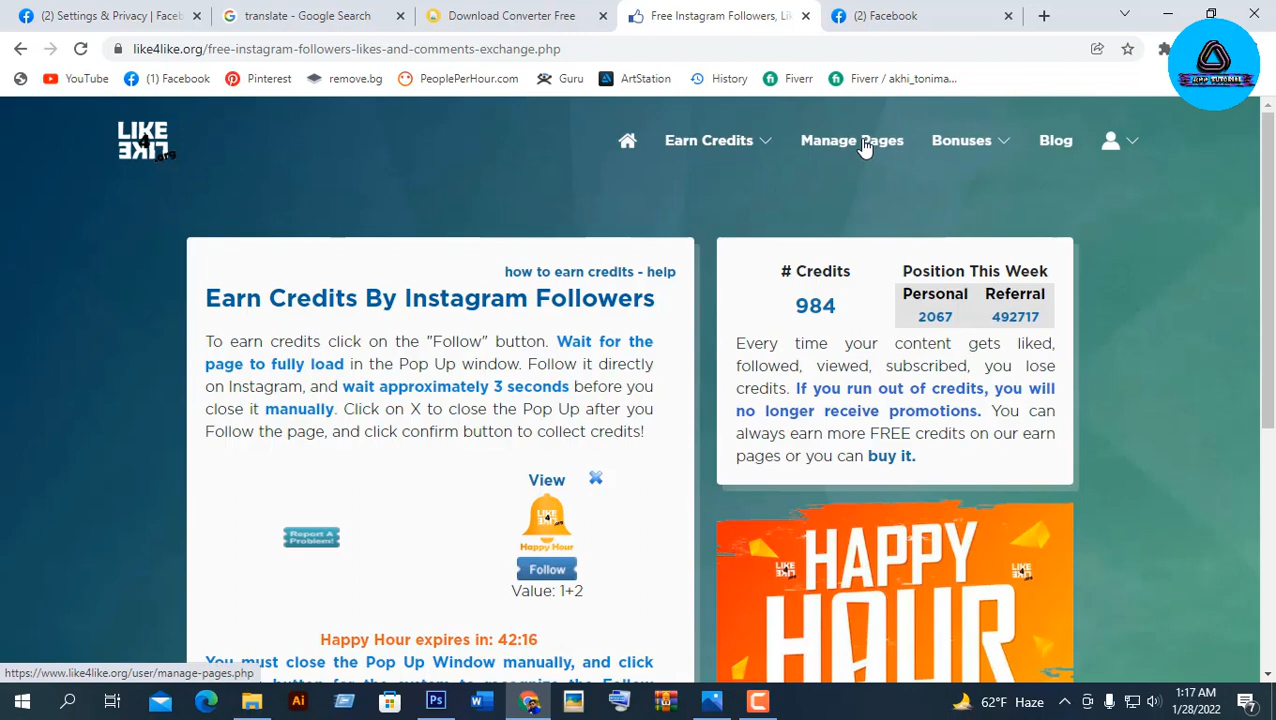 (2) Settings & Privacy | Faceb
translate - Google Search
Download Converter Free
Free Instagram Followers, Li
(2) Facebook
like4like.org/free-instagram-followers-likes-and-comments-exchange.php
YouTube
(1) Facebook
Pinterest
remove.bg
PeoplePerHour.com
Guru
ArtStation
History
Fiverr
Fiverr / akhi_tonima...
LIKE
4
LIKE
.org
Earn Credits
Manage Pages
Bonuses
Blog
how to earn credits - help
Earn Credits By Instagram Followers
To earn credits click on the "Follow" button. Wait for the
page to fully load in the Pop Up window. Follow it directly
on Instagram, and wait approximately 3 seconds before you
close it manually. Click on X to close the Pop Up after you
Follow the page, and click confirm button to collect credits!
View
Happy Hour
Report A
Problem!
Follow
Value: 1+2
Happy Hour expires in: 42:16
You must close the Pop Up Window manually, and click
# Credits
984
Position This Week
Personal
Referral
2067
492717
Every time your content gets liked,
followed, viewed, subscribed, you lose
credits. If you run out of credits, you will
no longer receive promotions. You can
always earn more FREE credits on our earn
pages or you can buy it.
HAPPY
HOUR
https://www.like4like.org/user/manage-pages.php
62°F Haze
1:17 AM
1/28/2022
7